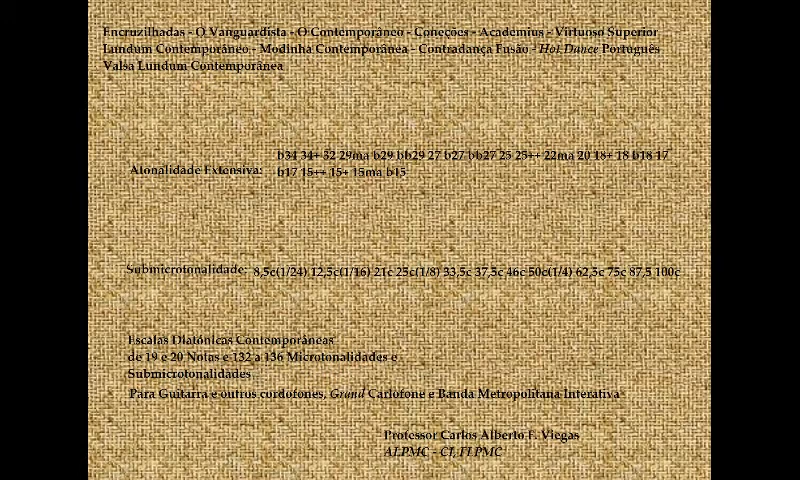 Encruzilhadas - O Vanguardista - O Contemporâneo - Coneções - Academius - Virtuoso Superior
Lundum Contemporâneo - Modinha Contemporânea - Contradança Fusão - Hot Dance Português
Valsa Lundum Contemporânea
b34 34+ 32 29ma b29 bb29 27 b27 bb27 25 25++ 22ma 20 18+ 18 b18 17
Atonalidade Extensiva: b17 15++ 15+ 15ma b15
Submicrotonalidade: 8,5c(1/24) 12,5c(1/16) 21c 25c(1/8) 33,5c 37,5c 46c 50c(1/4) 62,5c 75c 87,5 100c
Escalas Diatónicas Contemporâneas
de 19 e 20 Notas e 132 a 136 Microtonalidades e
Submicrotonalidades
Para Guitarra e outros cordofones, Grand Carlofone e Banda Metropolitana Interativa
Professor Carlos Alberto F. Viegas
ALPMC - CI, FLPMC